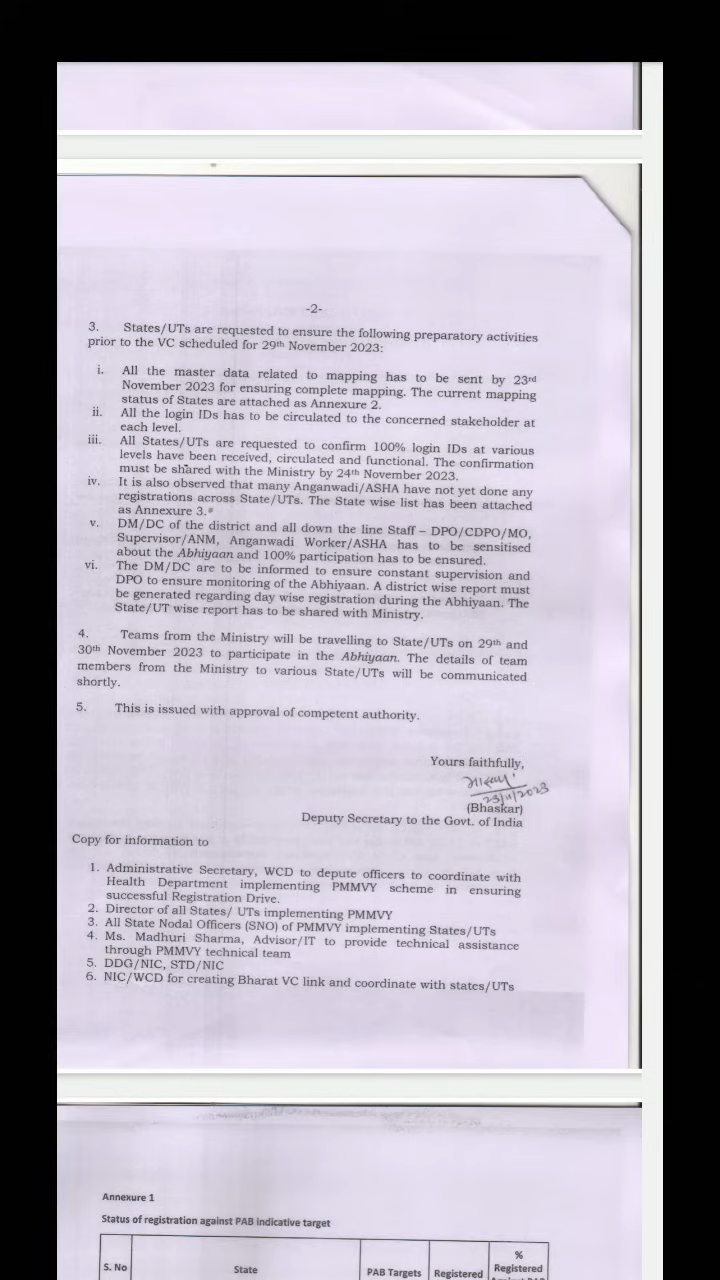 -2-
3. States/UTs are requested to ensure the following preparatory activities
prior to the VC scheduled for 29th November 2023:
i. All the master data related to mapping has to be sent by 23rd
November 2023 for ensuring complete mapping. The current mapping
status of States are attached as Annexure 2.
ii. All the login IDs has to be circulated to the concerned stakeholder at
each level.
iii. All States/UTs are requested to confirm 100% login IDs at various
levels have been received, circulated and functional. The confirmation
must be shared with the Ministry by 24th November 2023.
iv. It is also observed that many Anganwadi/ASHA have not yet done any
registrations across State/UTs. The State wise list has been attached
as Annexure 3.
v. DM/DC of the district and all down the line Staff – DPO/CDPO/MO,
Supervisor/ANM, Anganwadi Worker/ASHA has to be sensitised
about the Abhiyaan and 100% participation has to be ensured.
vi. The DM/DC are to be informed to ensure constant supervision and
DPO to ensure monitoring of the Abhiyaan. A district wise report must
be generated regarding day wise registration during the Abhiyaan. The
State/UT wise report has to be shared with Ministry.
4. Teams from the Ministry will be travelling to State/UTs on 29th and
30th November 2023 to participate in the Abhiyaan. The details of team
members from the Ministry to various State/UTs will be communicated
shortly.
5. This is issued with approval of competent authority.
Yours faithfully,
23/11/2023
(Bhaskar)
Deputy Secretary to the Govt. of India
Copy for information to
1. Administrative Secretary, WCD to depute officers to coordinate with
Health Department implementing PMMVY scheme in ensuring
successful Registration Drive.
2. Director of all States/ UTs implementing PMMVY
3. All State Nodal Officers (SNO) of PMMVY implementing States/UTs
4. Ms. Madhuri Sharma, Advisor/IT to provide technical assistance
through PMMVY technical team
5. DDG/NIC, STD/NIC
6. NIC/WCD for creating Bharat VC link and coordinate with states/UTs
Annexure 1
Status of registration against PAB indicative target
%
S. No State PAB Targets Registered Registered